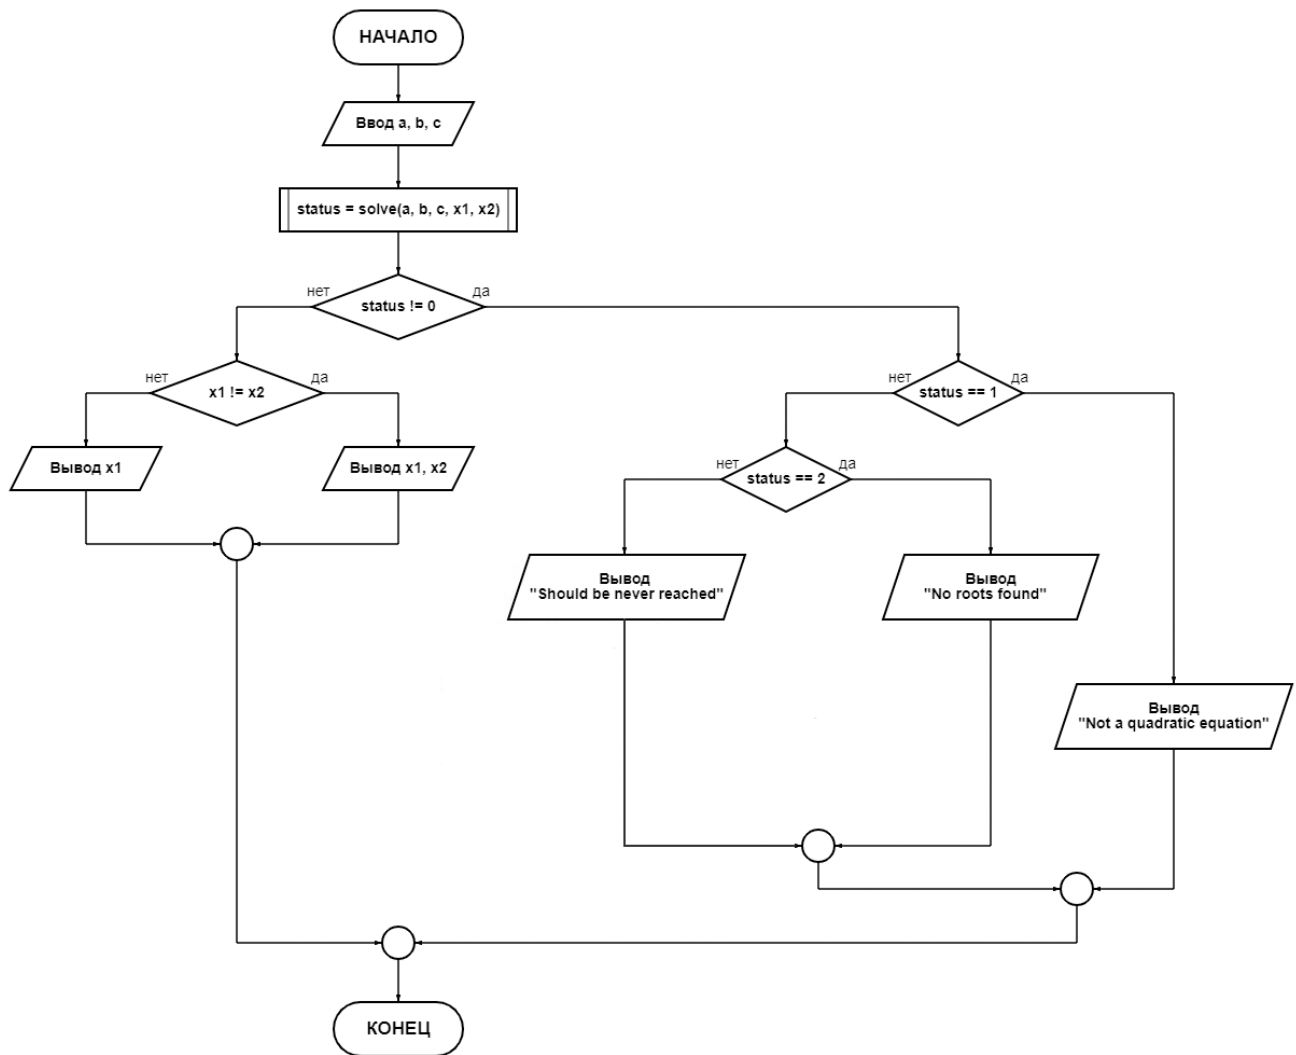 НАЧАЛО
Ввод a, b, c
status = solve(a, b, c, x1, x2)
нет
status != 0
да
нет
x1 != x2
да
нет
status == 1
да
Вывод x1
Вывод x1, x2
нет
status == 2
да
Вывод
"Should be never reached"
Вывод
"No roots found"
Вывод
"Not a quadratic equation"
КОНЕЦ